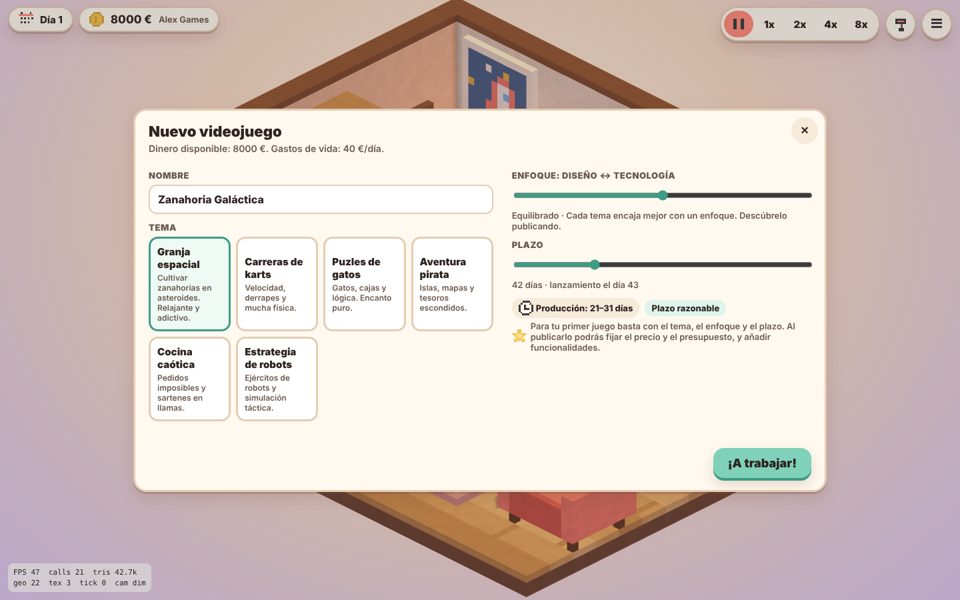 Día 1
8000 €
Alex Games
1x
2x
4x
8x
Nuevo videojuego
Dinero disponible: 8000 €. Gastos de vida: 40 €/día.
NOMBRE
Zanahoria Galáctica
TEMA
Granja
espacial
Cultivar
zanahorias en
asteroides.
Relajante y
adictivo.
Carreras de
karts
Velocidad,
derrapes y
mucha física.
Puzles de
gatos
Gatos, cajas y
lógica. Encanto
puro.
Aventura
pirata
Islas, mapas y
tesoros
escondidos.
Cocina
caótica
Pedidos
imposibles y
sartenes en
llamas.
Estrategia
de robots
Ejércitos de
robots y
simulación
táctica.
ENFOQUE: DISEÑO ↔ TECNOLOGÍA
Equilibrado · Cada tema encaja mejor con un enfoque. Descúbrelo
publicando.
PLAZO
42 días · lanzamiento el día 43
Producción: 21–31 días
Plazo razonable
Para tu primer juego basta con el tema, el enfoque y el plazo. Al
publicarlo podrás fijar el precio y el presupuesto, y añadir
funcionalidades.
¡A trabajar!
FPS 47 calls 21 tris 42.7k
geo 22 tex 3 tick 0 cam dim